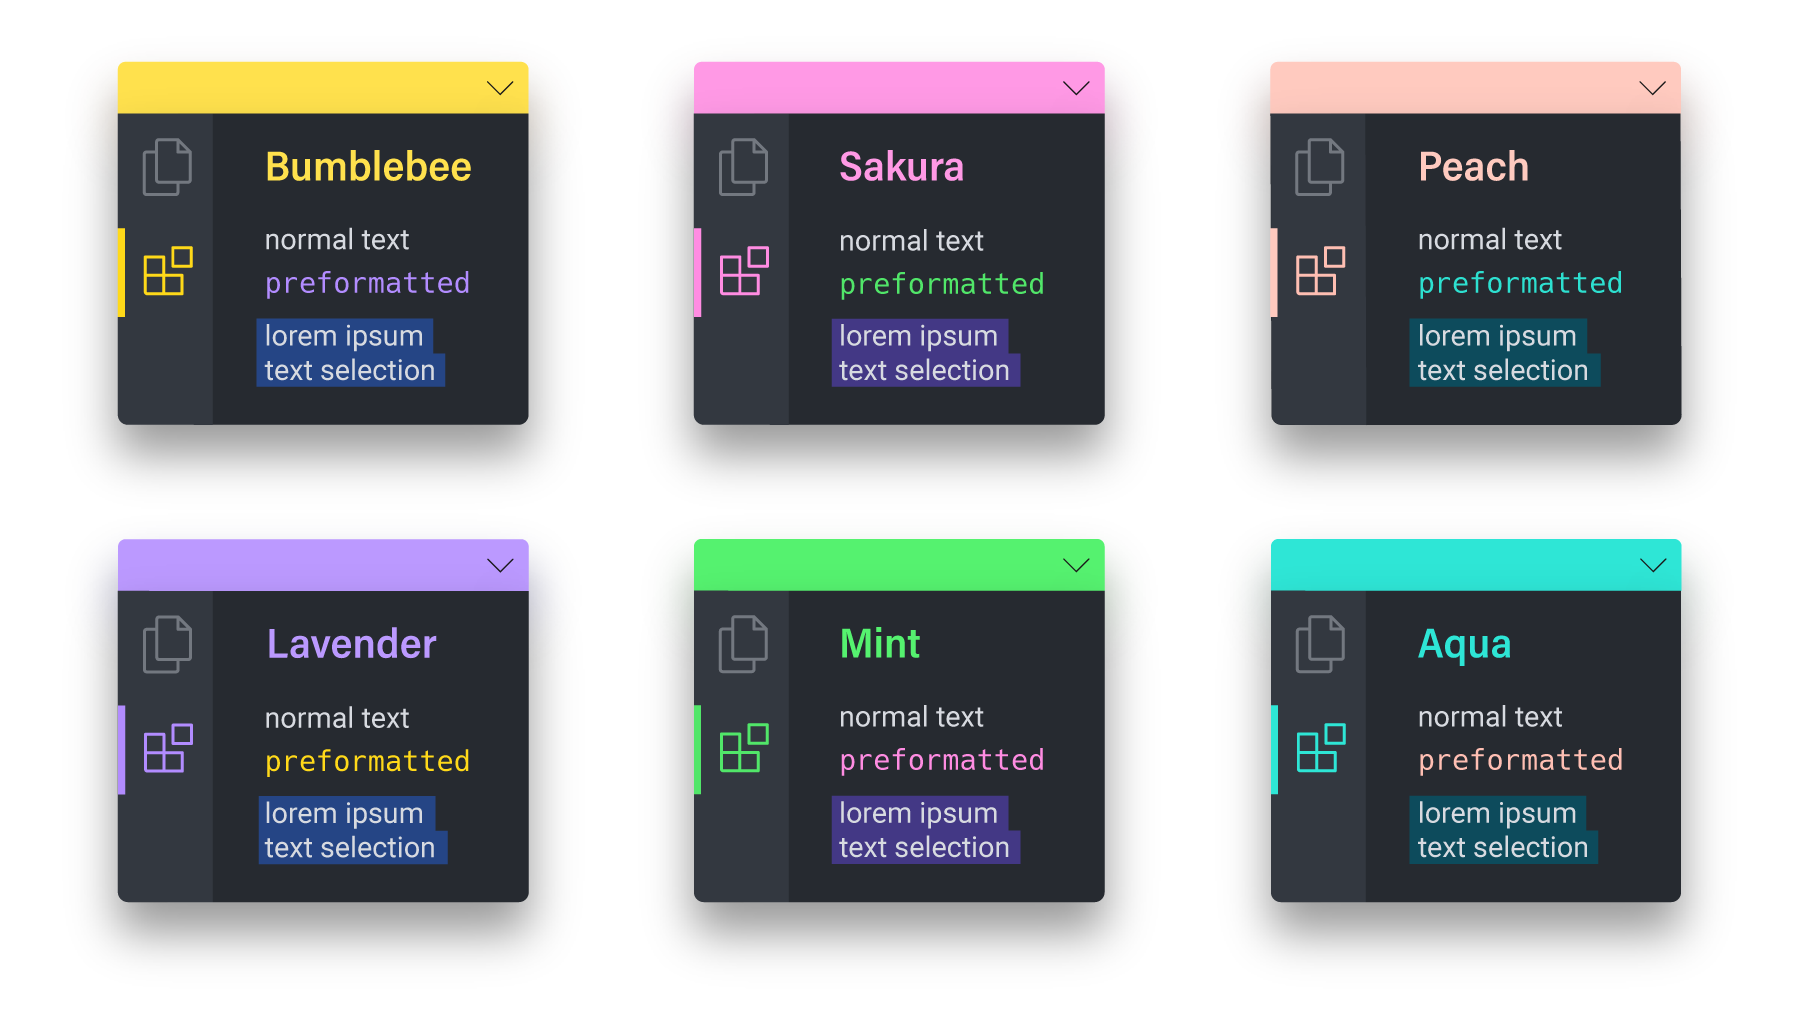 Bumblebee
normal text
preformatted
lorem ipsum
text selection
Sakura
normal text
preformatted
lorem ipsum
text selection
Peach
normal text
preformatted
lorem ipsum
text selection
Lavender
normal text
preformatted
lorem ipsum
text selection
Mint
normal text
preformatted
lorem ipsum
text selection
Aqua
normal text
preformatted
lorem ipsum
text selection